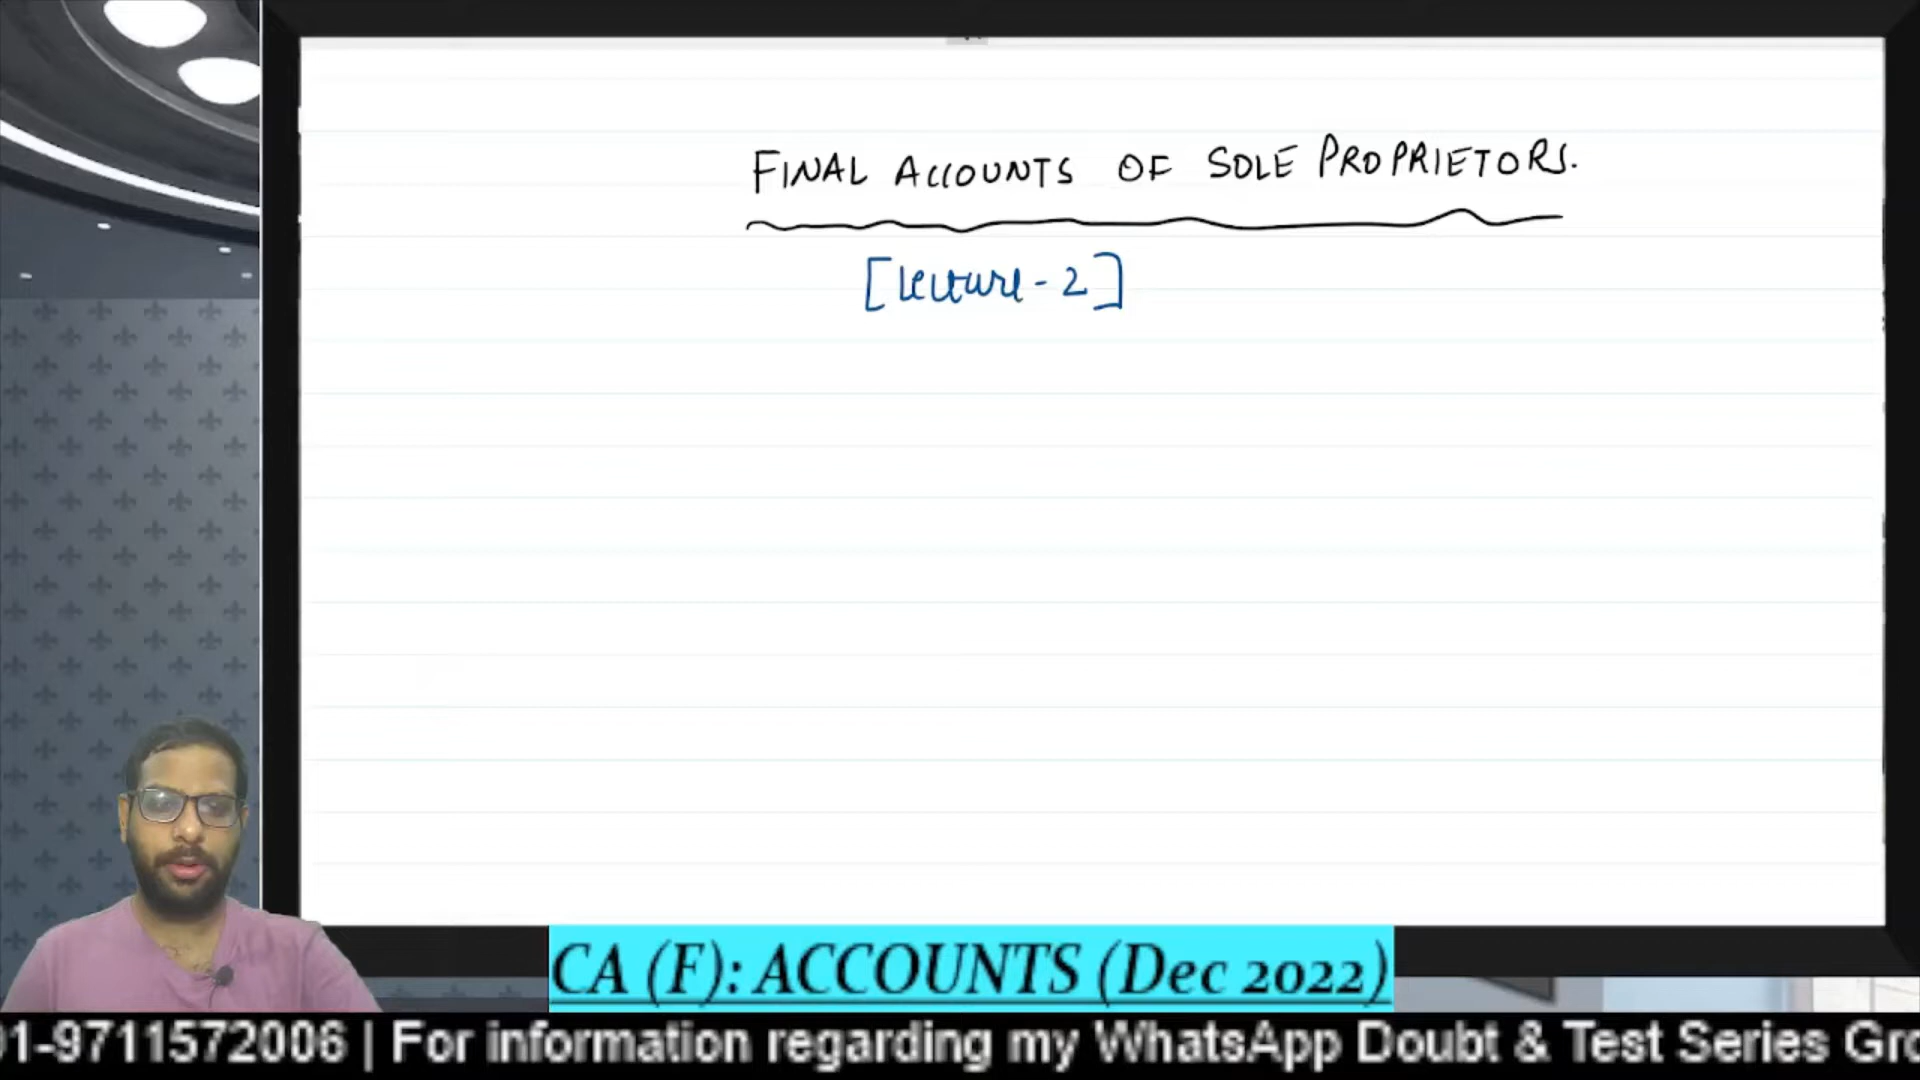 FINAL ACCOUNTS OF SOLE PROPRIETORS.
[Lecture-2]
CA (F): ACCOUNTS (Dec 2022)
01-9711572006 | For information regarding my WhatsApp Doubt & Test Series Gro